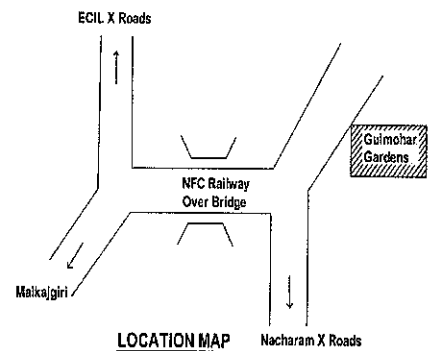 ECIL X Roads
Gulmohar
Gardens
NFC Railway
Over Bridge
Malkajgiri
LOCATION MAP
Nacharam X Roads